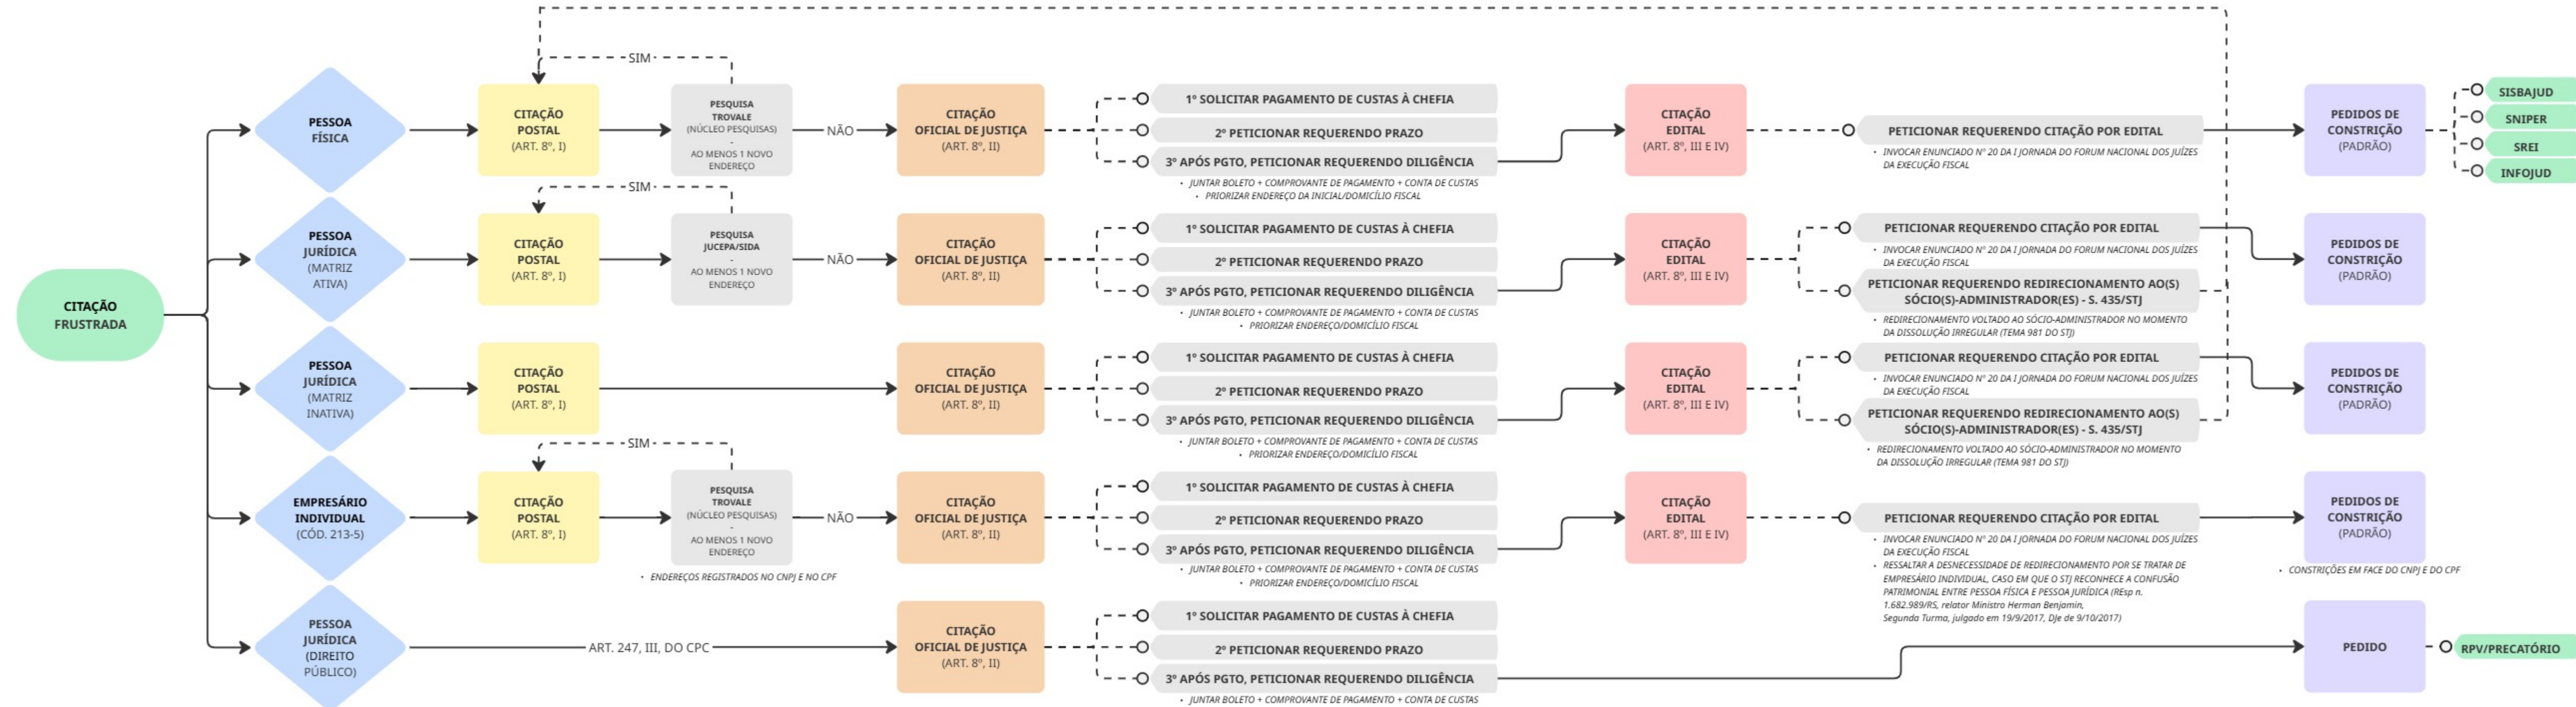 CITAÇÃO
FRUSTRADA
PESSOA
FÍSICA
CITAÇÃO
POSTAL
(ART. 8º, I)
SIM
PESQUISA
TROVALE
(NÚCLEO PESQUISAS)
-
AO MENOS 1 NOVO
ENDEREÇO
NÃO
CITAÇÃO
OFICIAL DE JUSTIÇA
(ART. 8º, II)
1º SOLICITAR PAGAMENTO DE CUSTAS À CHEFIA
2º PETICIONAR REQUERENDO PRAZO
3º APÓS PGTO, PETICIONAR REQUERENDO DILIGÊNCIA
• JUNTAR BOLETO + COMPROVANTE DE PAGAMENTO + CONTA DE CUSTAS
• PRIORIZAR ENDEREÇO DA INICIAL/DOMICÍLIO FISCAL
CITAÇÃO
EDITAL
(ART. 8º, III E IV)
PETICIONAR REQUERENDO CITAÇÃO POR EDITAL
• INVOCAR ENUNCIADO Nº 20 DA I JORNADA DO FORUM NACIONAL DOS JUÍZES
DA EXECUÇÃO FISCAL
PEDIDOS DE
CONSTRIÇÃO
(PADRÃO)
SISBAJUD
SNIPER
SREI
INFOJUD
PESSOA
JURÍDICA
(MATRIZ
ATIVA)
CITAÇÃO
POSTAL
(ART. 8º, I)
SIM
PESQUISA
JUCEPA/SIDA
-
AO MENOS 1 NOVO
ENDEREÇO
NÃO
CITAÇÃO
OFICIAL DE JUSTIÇA
(ART. 8º, II)
1º SOLICITAR PAGAMENTO DE CUSTAS À CHEFIA
2º PETICIONAR REQUERENDO PRAZO
3º APÓS PGTO, PETICIONAR REQUERENDO DILIGÊNCIA
• JUNTAR BOLETO + COMPROVANTE DE PAGAMENTO + CONTA DE CUSTAS
• PRIORIZAR ENDEREÇO/DOMICÍLIO FISCAL
CITAÇÃO
EDITAL
(ART. 8º, III E IV)
PETICIONAR REQUERENDO CITAÇÃO POR EDITAL
• INVOCAR ENUNCIADO Nº 20 DA I JORNADA DO FORUM NACIONAL DOS JUÍZES
DA EXECUÇÃO FISCAL
PETICIONAR REQUERENDO REDIRECIONAMENTO AO(S)
SÓCIO(S)-ADMINISTRADOR(ES) - S. 435/STJ
• REDIRECIONAMENTO VOLTADO AO SÓCIO-ADMINISTRADOR NO MOMENTO
DA DISSOLUÇÃO IRREGULAR (TEMA 981 DO STJ)
PEDIDOS DE
CONSTRIÇÃO
(PADRÃO)
PESSOA
JURÍDICA
(MATRIZ
INATIVA)
CITAÇÃO
POSTAL
(ART. 8º, I)
CITAÇÃO
OFICIAL DE JUSTIÇA
(ART. 8º, II)
1º SOLICITAR PAGAMENTO DE CUSTAS À CHEFIA
2º PETICIONAR REQUERENDO PRAZO
3º APÓS PGTO, PETICIONAR REQUERENDO DILIGÊNCIA
• JUNTAR BOLETO + COMPROVANTE DE PAGAMENTO + CONTA DE CUSTAS
• PRIORIZAR ENDEREÇO/DOMICÍLIO FISCAL
CITAÇÃO
EDITAL
(ART. 8º, III E IV)
PETICIONAR REQUERENDO CITAÇÃO POR EDITAL
• INVOCAR ENUNCIADO Nº 20 DA I JORNADA DO FORUM NACIONAL DOS JUÍZES
DA EXECUÇÃO FISCAL
PETICIONAR REQUERENDO REDIRECIONAMENTO AO(S)
SÓCIO(S)-ADMINISTRADOR(ES) - S. 435/STJ
• REDIRECIONAMENTO VOLTADO AO SÓCIO-ADMINISTRADOR NO MOMENTO
DA DISSOLUÇÃO IRREGULAR (TEMA 981 DO STJ)
PEDIDOS DE
CONSTRIÇÃO
(PADRÃO)
EMPRESÁRIO
INDIVIDUAL
(CÓD. 213-5)
CITAÇÃO
POSTAL
(ART. 8º, I)
SIM
PESQUISA
TROVALE
(NÚCLEO PESQUISAS)
-
AO MENOS 1 NOVO
ENDEREÇO
• ENDEREÇOS REGISTRADOS NO CNPJ E NO CPF
NÃO
CITAÇÃO
OFICIAL DE JUSTIÇA
(ART. 8º, II)
1º SOLICITAR PAGAMENTO DE CUSTAS À CHEFIA
2º PETICIONAR REQUERENDO PRAZO
3º APÓS PGTO, PETICIONAR REQUERENDO DILIGÊNCIA
• JUNTAR BOLETO + COMPROVANTE DE PAGAMENTO + CONTA DE CUSTAS
• PRIORIZAR ENDEREÇO/DOMICÍLIO FISCAL
CITAÇÃO
EDITAL
(ART. 8º, III E IV)
PETICIONAR REQUERENDO CITAÇÃO POR EDITAL
• INVOCAR ENUNCIADO Nº 20 DA I JORNADA DO FORUM NACIONAL DOS JUÍZES
DA EXECUÇÃO FISCAL
• RESSALTAR A DESNECESSIDADE DE REDIRECIONAMENTO POR SE TRATAR DE
EMPRESÁRIO INDIVIDUAL, CASO EM QUE O STJ RECONHECE A CONFUSÃO
PATRIMONIAL ENTRE PESSOA FÍSICA E PESSOA JURÍDICA (REsp n.
1.682.989/RS, relator Ministro Herman Benjamin,
Segunda Turma, julgado em 19/9/2017, DJe de 9/10/2017)
PEDIDOS DE
CONSTRIÇÃO
(PADRÃO)
• CONSTRIÇÕES EM FACE DO CNPJ E DO CPF
PESSOA
JURÍDICA
(DIREITO
PÚBLICO)
ART. 247, III, DO CPC
CITAÇÃO
OFICIAL DE JUSTIÇA
(ART. 8º, II)
1º SOLICITAR PAGAMENTO DE CUSTAS À CHEFIA
2º PETICIONAR REQUERENDO PRAZO
3º APÓS PGTO, PETICIONAR REQUERENDO DILIGÊNCIA
• JUNTAR BOLETO + COMPROVANTE DE PAGAMENTO + CONTA DE CUSTAS
PEDIDO
RPV/PRECATÓRIO